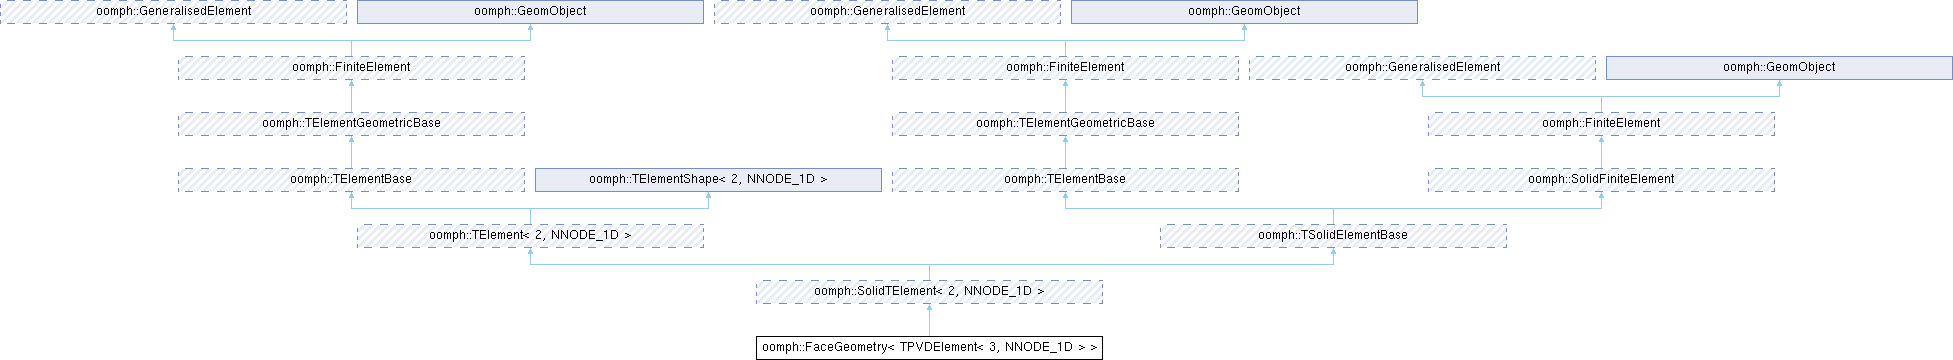 oomph::GeneralisedElement
oomph::GeomObject
oomph::GeneralisedElement
oomph::GeomObject
oomph::FiniteElement
oomph::FiniteElement
oomph::GeneralisedElement
oomph::GeomObject
oomph::TElementGeometricBase
oomph::TElementGeometricBase
oomph::FiniteElement
oomph::TElementBase
oomph::TElementShape< 2, NNODE_1D >
oomph::TElementBase
oomph::SolidFiniteElement
oomph::TElement< 2, NNODE_1D >
oomph::TSolidElementBase
oomph::SolidTElement< 2, NNODE_1D >
oomph::FaceGeometry< TPVDElement< 3, NNODE_1D > >